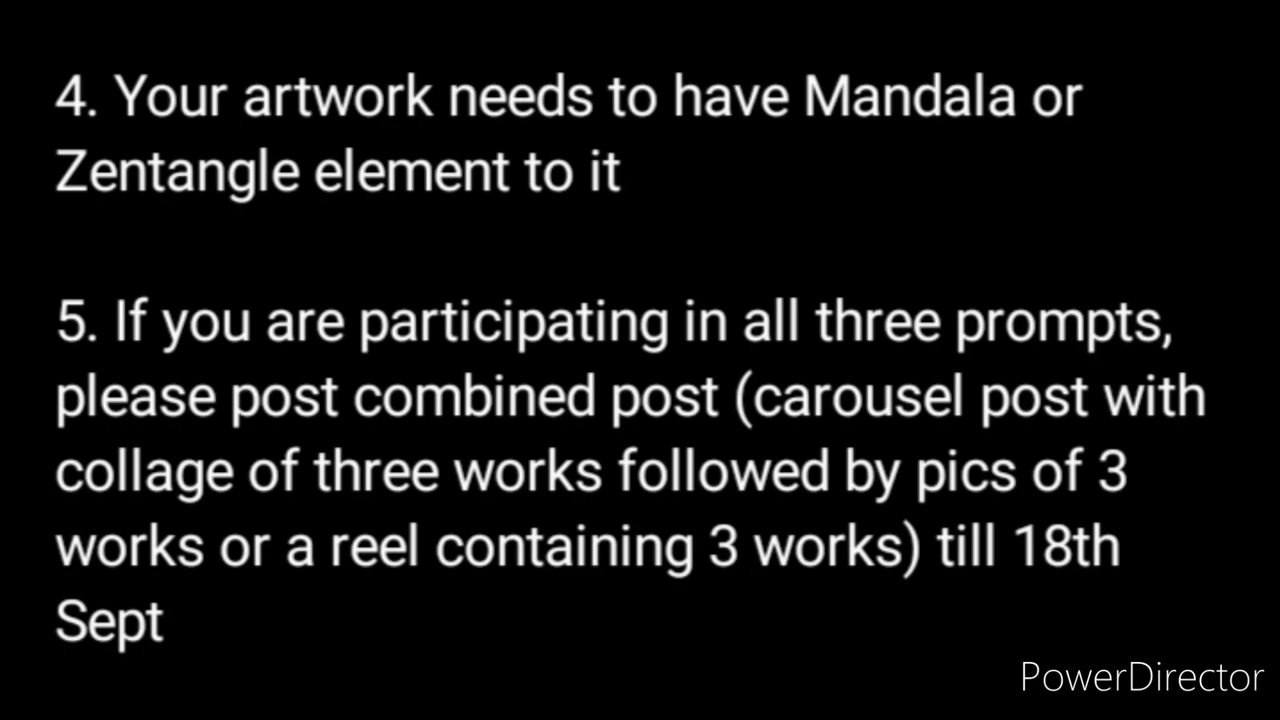 4. Your artwork needs to have Mandala or
Zentangle element to it
5. If you are participating in all three prompts,
please post combined post (carousel post with
collage of three works followed by pics of 3
works or a reel containing 3 works) till 18th
Sept
PowerDirector